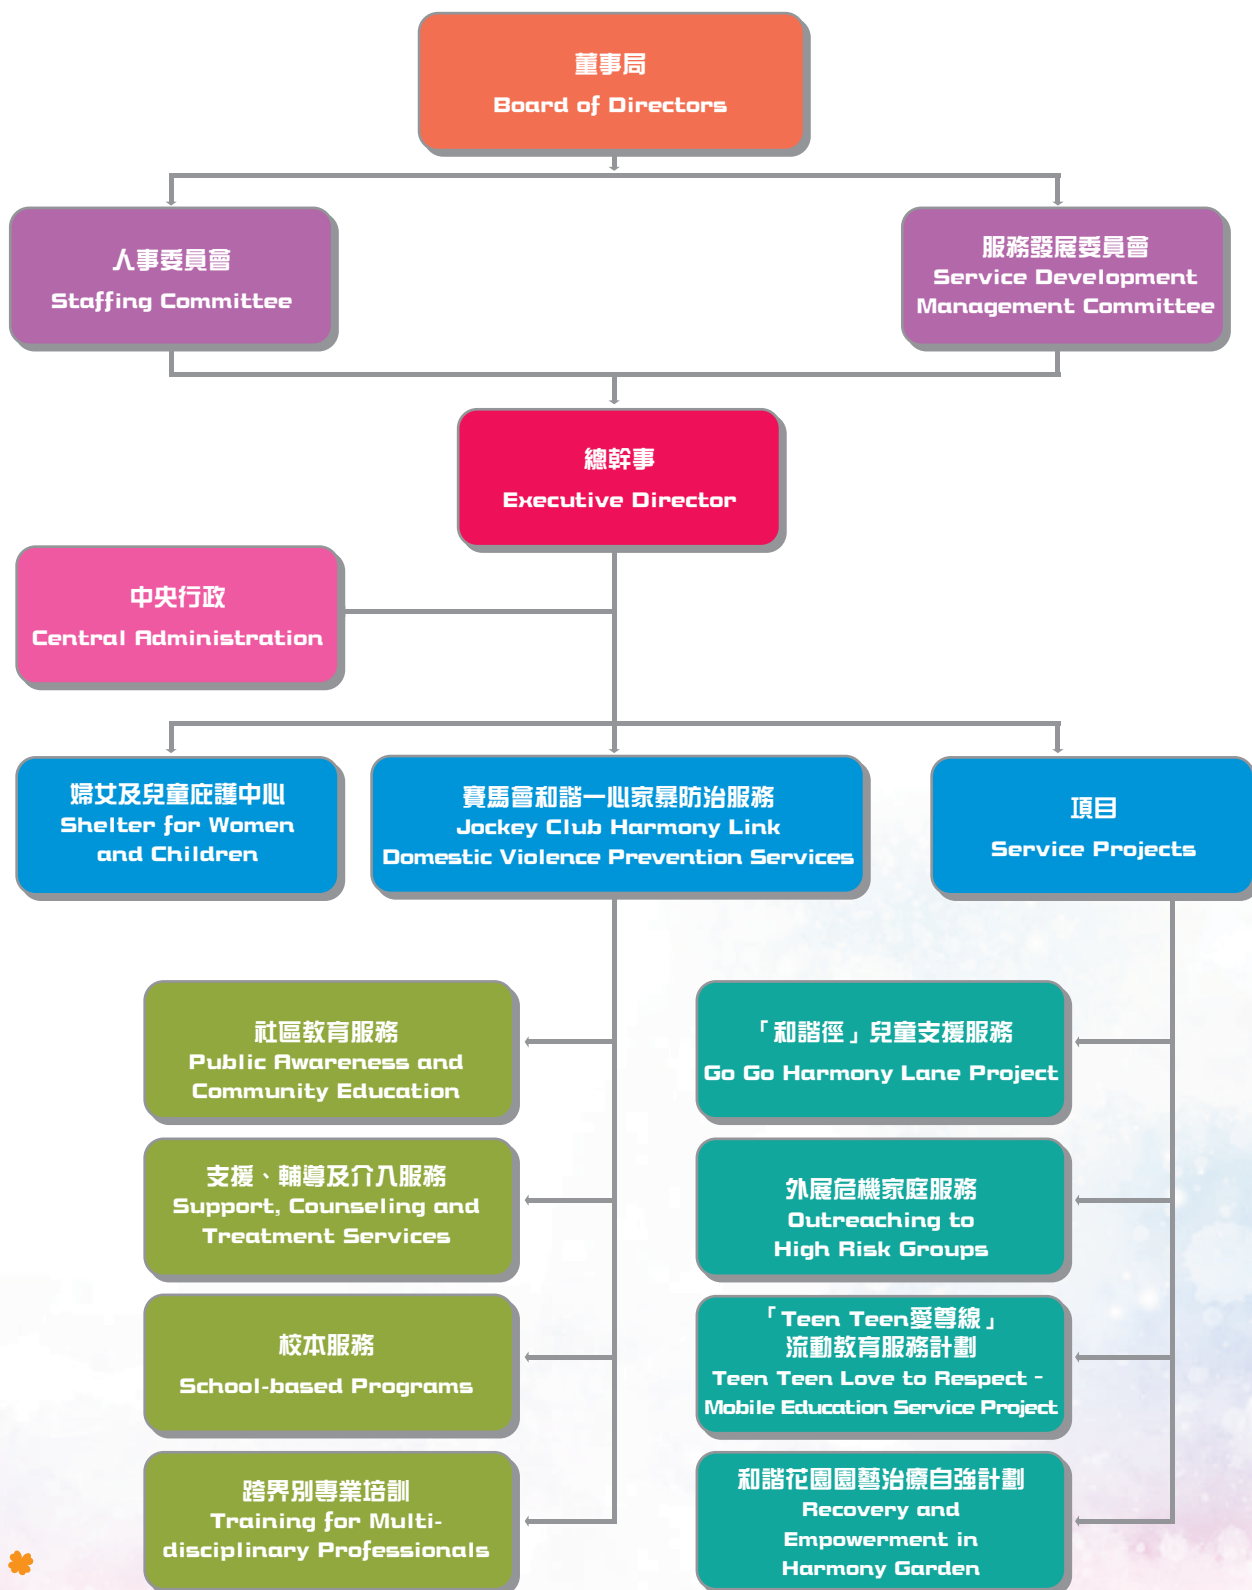 董事局
Board of Directors
人事委員會
Staffing Committee
服務發展委員會
Service Development
Management Committee
總幹事
Executive Director
中央行政
Central Administration
婦女及兒童庇護中心
Shelter for Women
and Children
賽馬會和諧一心家暴防治服務
Jockey Club Harmony Link
Domestic Violence Prevention Services
項目
Service Projects
社區教育服務
Public Awareness and
Community Education
支援、輔導及介入服務
Support, Counseling and
Treatment Services
校本服務
School-based Programs
跨界別專業培訓
Training for Multi-
disciplinary Professionals
「和諧徑」兒童支援服務
Go Go Harmony Lane Project
外展危機家庭服務
Outreaching to
High Risk Groups
「Teen Teen愛尊線」
流動教育服務計劃
Teen Teen Love to Respect -
Mobile Education Service Project
和諧花園園藝治療自強計劃
Recovery and
Empowerment in
Harmony Garden